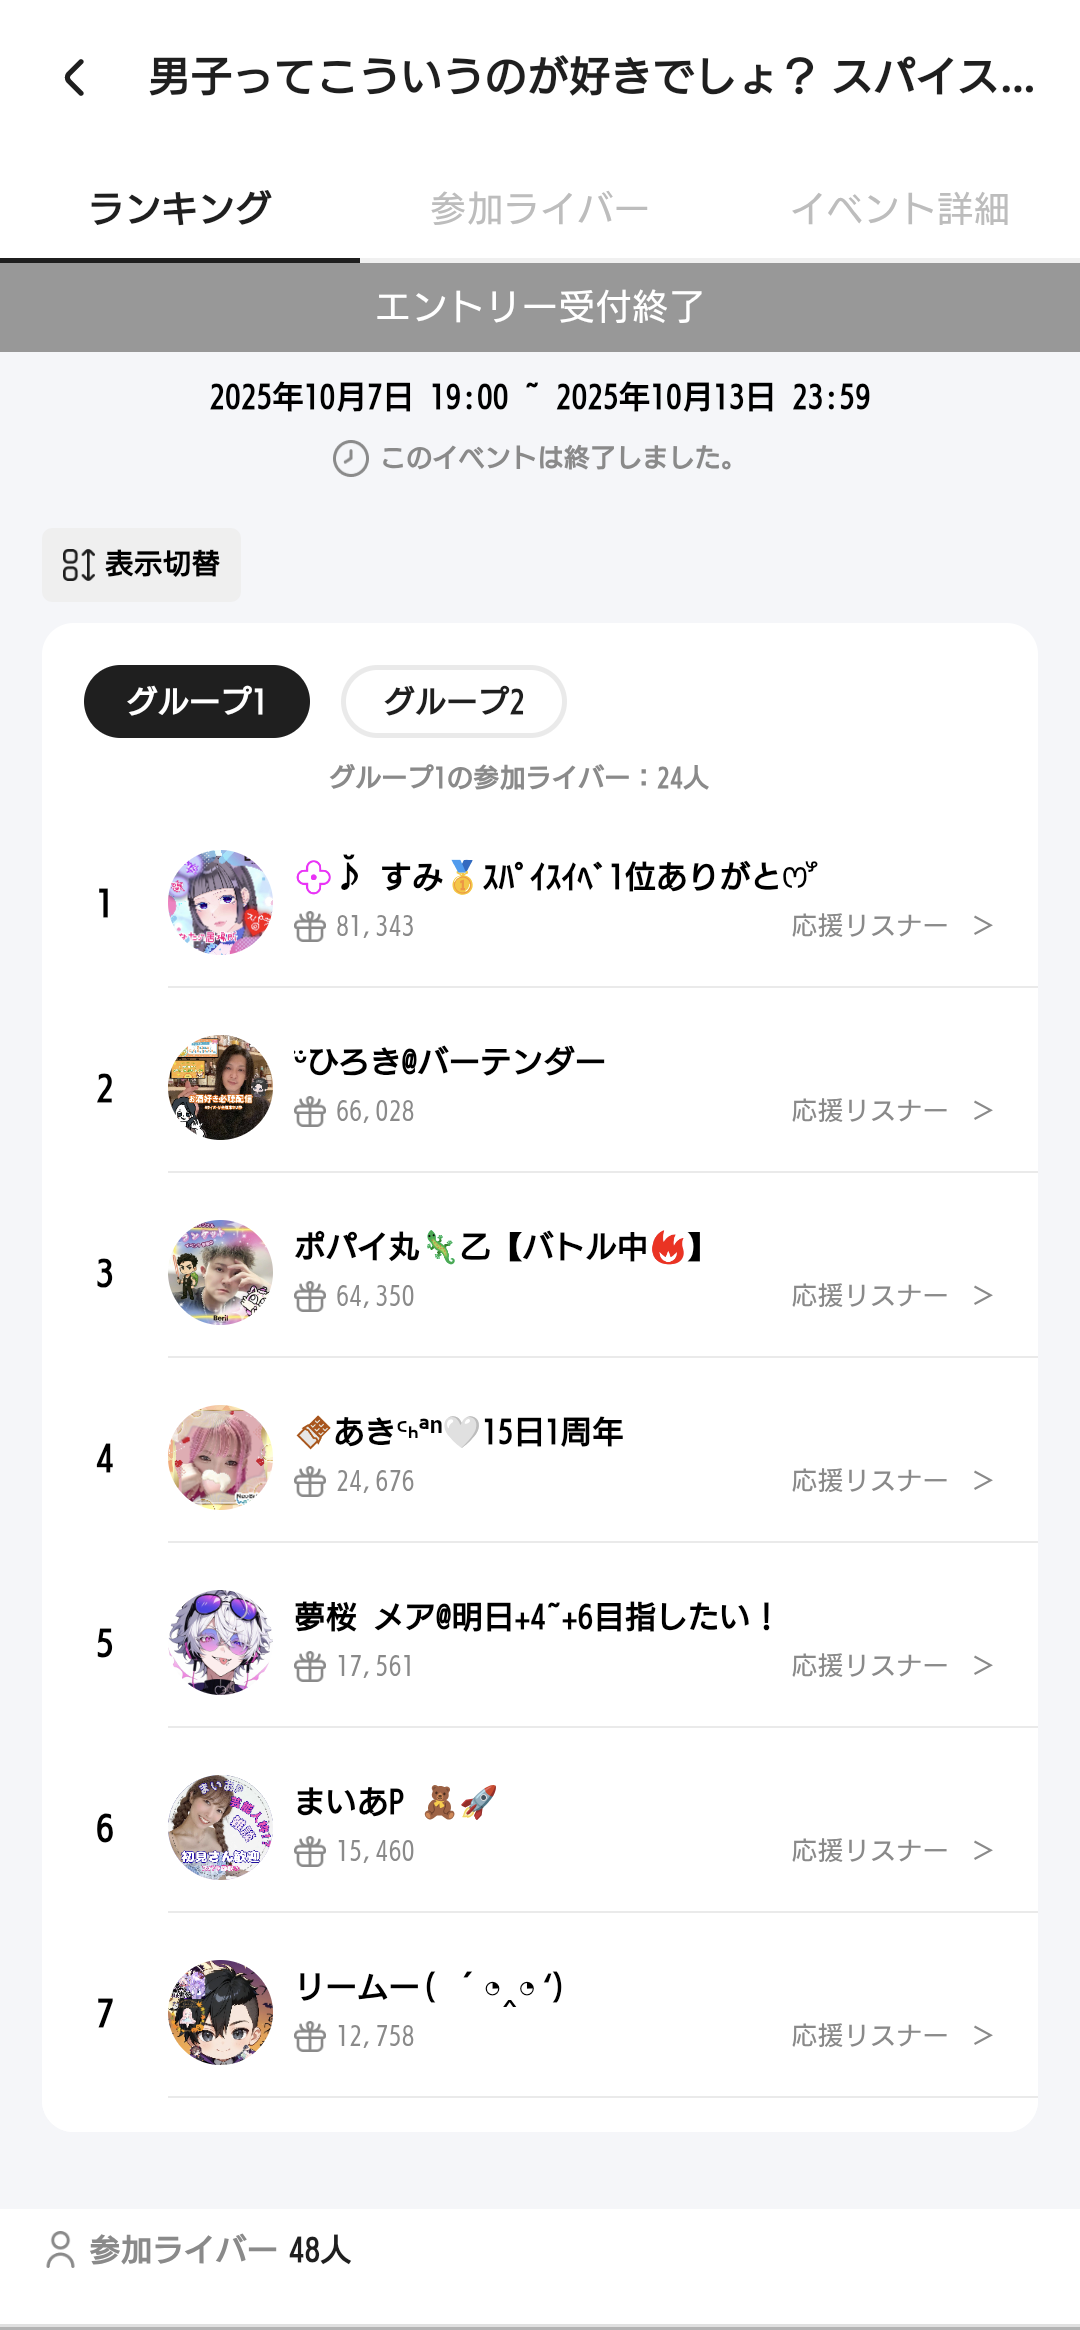 男子ってこういうのが好きでしょ？ スパイス...
ランキング
参加ライバー
イベント詳細
エントリー受付終了
2025年10月7日 19:00 ~ 2025年10月13日 23:59
このイベントは終了しました。
表示切替
グループ1
グループ2
グループ1の参加ライバー：24人
1
すみ🥇ｽﾊﾟｲｽｲﾍﾞ1位ありがと
81,343
応援リスナー >
2
ひろき@バーテンダー
66,028
応援リスナー >
3
ポパイ丸🦎乙【バトル中🔥】
64,350
応援リスナー >
4
🍫あきᑦₕᵃⁿ🤍15日1周年
24,676
応援リスナー >
5
夢桜 メア@明日+4~+6目指したい！
17,561
応援リスナー >
6
まいあP 🧸🚀
15,460
応援リスナー >
7
リームー( ´◔‸◔‘)
12,758
応援リスナー >
参加ライバー 48人